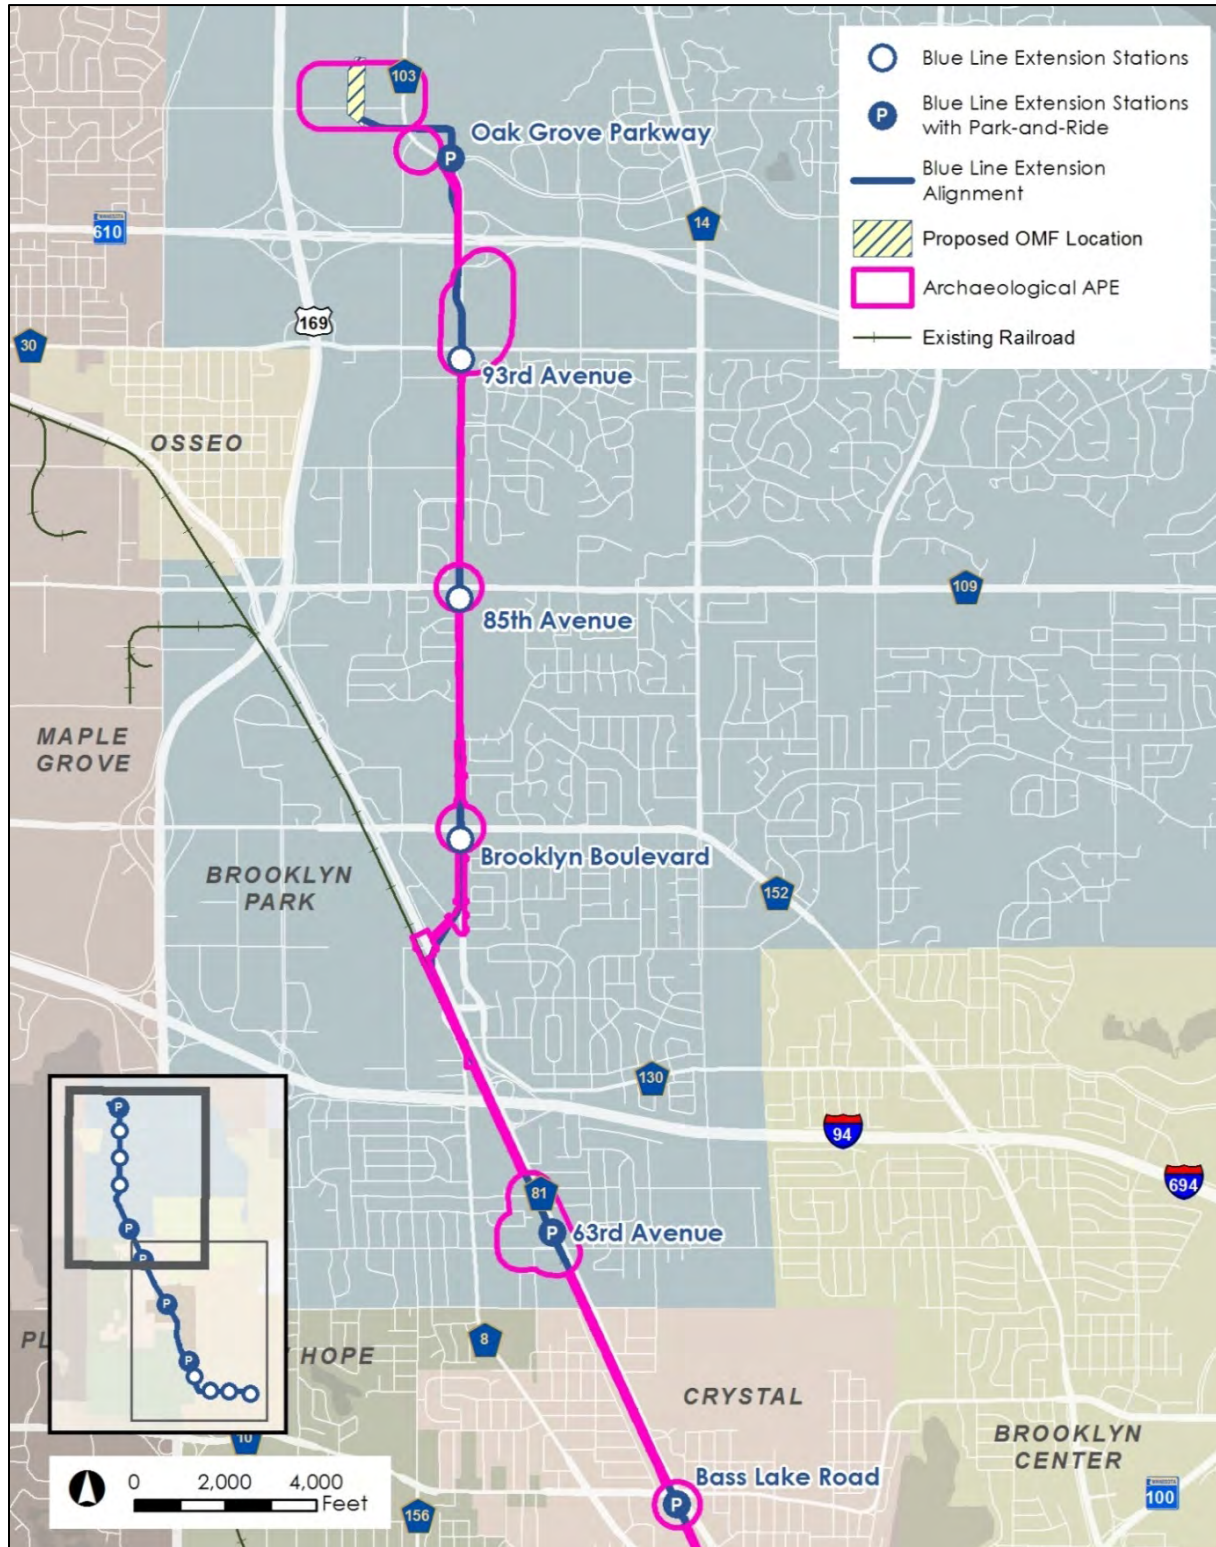 103
Oak Grove Parkway
P
Blue Line Extension Stations
P
Blue Line Extension Stations
with Park-and-Ride
Blue Line Extension
Alignment
Proposed OMF Location
Archaeological APE
Existing Railroad
14
MINNESOTA
610
169
30
93rd Avenue
OSSEO
109
85th Avenue
MAPLE
GROVE
Brooklyn Boulevard
BROOKLYN
PARK
152
130
94
694
81
P
63rd Avenue
P
P
P
P
P
PL
HOPE
8
CRYSTAL
BROOKLYN
CENTER
10
Bass Lake Road
P
0 2,000 4,000
Feet
156
MINNESOTA
100